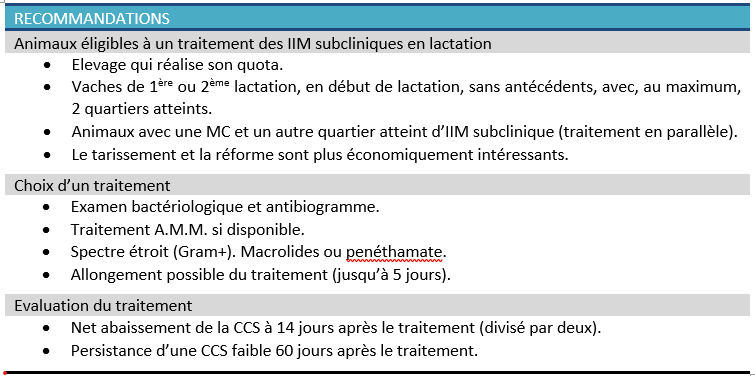 RECOMMANDATIONS
Animaux éligibles à un traitement des IIM subcliniques en lactation
• Elevage qui réalise son quota.
• Vaches de 1ère ou 2ème lactation, en début de lactation, sans antécédents, avec, au maximum,
2 quartiers atteints.
• Animaux avec une MC et un autre quartier atteint d’IIM subclinique (traitement en parallèle).
• Le tarissement et la réforme sont plus économiquement intéressants.
Choix d’un traitement
• Examen bactériologique et antibiogramme.
• Traitement A.M.M. si disponible.
• Spectre étroit (Gram+). Macrolides ou penéthamate.
• Allongement possible du traitement (jusqu’à 5 jours).
Evaluation du traitement
• Net abaissement de la CCS à 14 jours après le traitement (divisé par deux).
• Persistance d’une CCS faible 60 jours après le traitement.